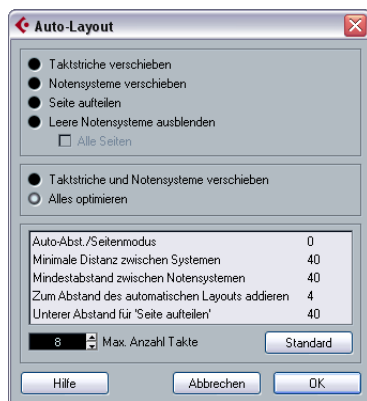 Auto-Layout
Taktstriche verschieben
Notensysteme verschieben
Seite aufteilen
Leere Notensysteme ausblenden
Alle Seiten
Taktstriche und Notensysteme verschieben
Alles optimieren
Auto-Abst./Seitenmodus 0
Minimale Distanz zwischen Systemen 40
Mindestabstand zwischen Notensystemen 40
Zum Abstand des automatischen Layouts addieren 4
Unterer Abstand für 'Seite aufteilen' 40
8 Max. Anzahl Takte Standard
Hilfe Abbrechen OK